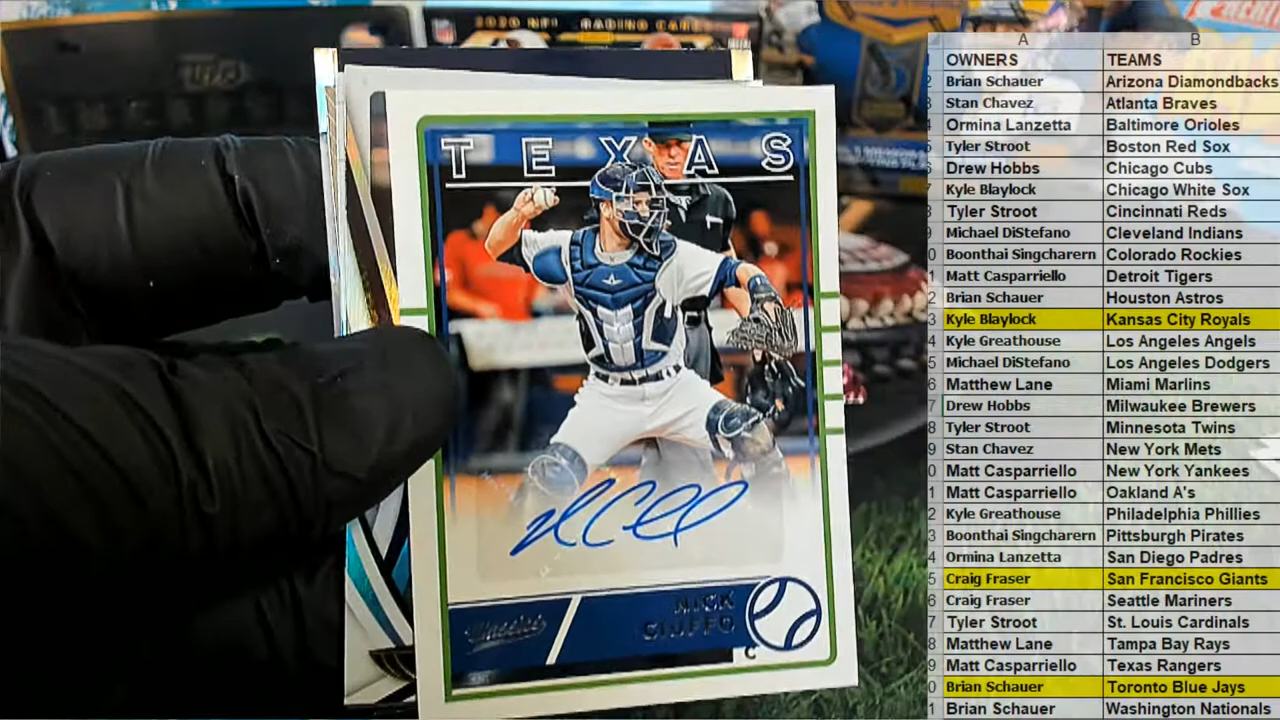 2020 NFL TRADING CARDS
TEXAS
Classics
NICK
CIUFFO
C
A B
OWNERS TEAMS
Brian Schauer Arizona Diamondbacks
Stan Chavez Atlanta Braves
Ormina Lanzetta Baltimore Orioles
Tyler Stroot Boston Red Sox
Drew Hobbs Chicago Cubs
Kyle Blaylock Chicago White Sox
Tyler Stroot Cincinnati Reds
Michael DiStefano Cleveland Indians
Boonthai Singcharern Colorado Rockies
Matt Casparriello Detroit Tigers
Brian Schauer Houston Astros
Kyle Blaylock Kansas City Royals
Kyle Greathouse Los Angeles Angels
Michael DiStefano Los Angeles Dodgers
Matthew Lane Miami Marlins
Drew Hobbs Milwaukee Brewers
Tyler Stroot Minnesota Twins
Stan Chavez New York Mets
Matt Casparriello New York Yankees
Matt Casparriello Oakland A's
Kyle Greathouse Philadelphia Phillies
Boonthai Singcharern Pittsburgh Pirates
Ormina Lanzetta San Diego Padres
Craig Fraser San Francisco Giants
Craig Fraser Seattle Mariners
Tyler Stroot St. Louis Cardinals
Matthew Lane Tampa Bay Rays
Matt Casparriello Texas Rangers
Brian Schauer Toronto Blue Jays
Brian Schauer Washington Nationals